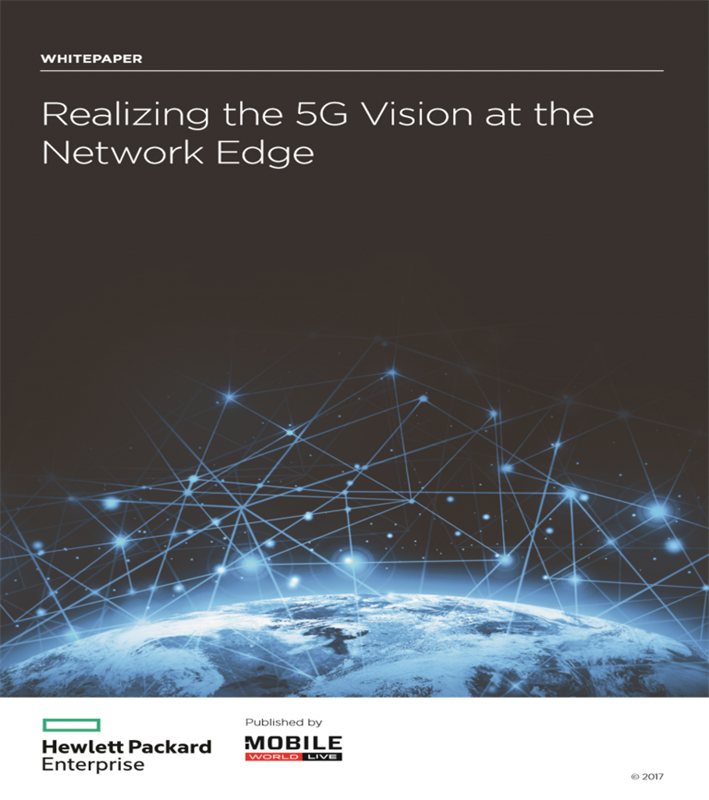 WHITEPAPER
Realizing the 5G Vision at the
Network Edge
Hewlett Packard
Enterprise
Published by
MOBILE
WORLD LIVE
© 2017